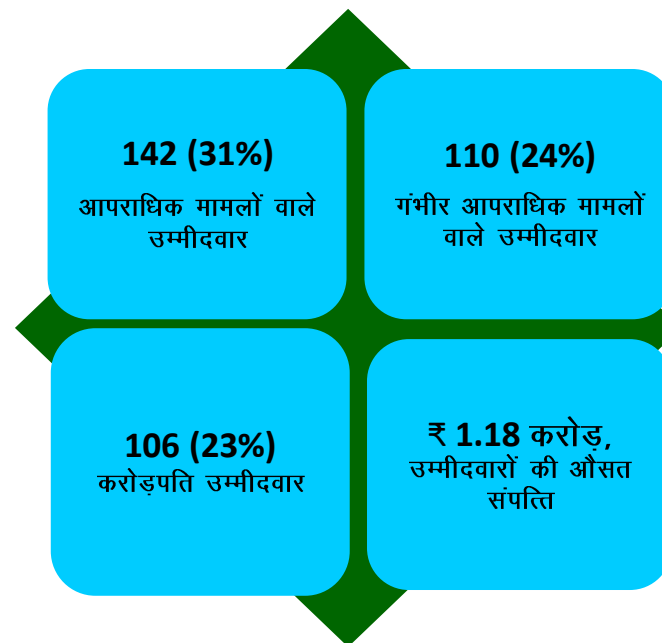 142 (31%)
आपराधिक मामलों वाले
उम्मीदवार
110 (24%)
गंभीर आपराधिक मामलों
वाले उम्मीदवार
106 (23%)
करोड़पति उम्मीदवार
₹ 1.18 करोड़,
उम्मीदवारों की औसत
संपत्ति